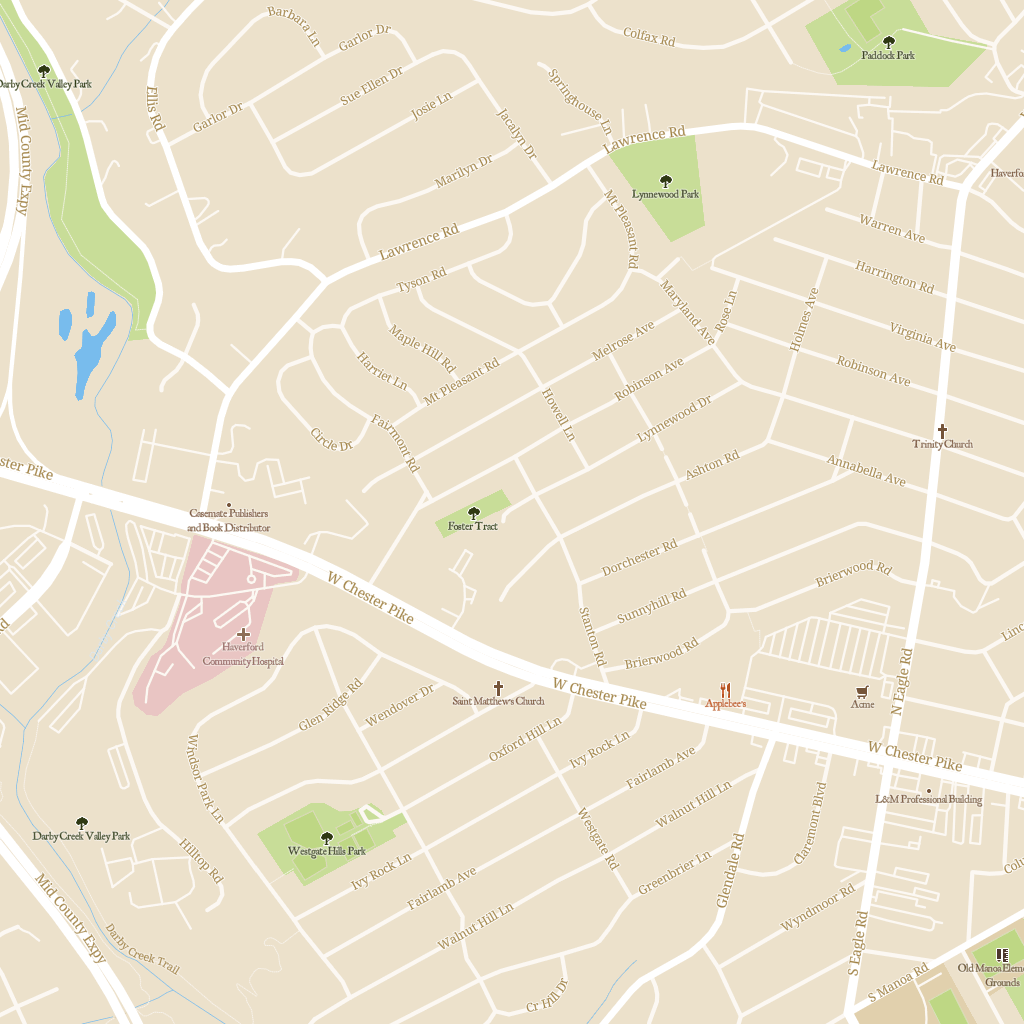 Barbara Ln
Garlor Dr
Colfax Rd
Paddock Park
Darby Creek Valley Park
Sue Ellen Dr
Springhouse Ln
Ellis Rd
Garlor Dr
Josie Ln
Jacalyn Dr
Lawrence Rd
Mid County Expy
Marilyn Dr
Lawrence Rd
Lynnewood Park
Mt Pleasant Rd
Warren Ave
Lawrence Rd
Tyson Rd
Harrington Rd
Maryland Ave
Rose Ln
Holmes Ave
Virginia Ave
Maple Hill Rd
Melrose Ave
Harriet Ln
Mt Pleasant Rd
Robinson Ave
Robinson Ave
Howell Ln
Lynnewood Dr
Circle Dr
Fairmont Rd
Trinity Church
Ashton Rd
Annabella Ave
ster Pike
Casemate Publishers
and Book Distributor
Foster Tract
Dorchester Rd
Brierwood Rd
W Chester Pike
Sunnyhill Rd
Stanton Rd
Haverford
Community Hospital
Brierwood Rd
N Eagle Rd
W Chester Pike
Saint Matthew's Church
Applebee's
Acme
Glen Ridge Rd
Wendover Dr
Oxford Hill Ln
Ivy Rock Ln
W Chester Pike
Windsor Park Ln
Fairlamb Ave
Walnut Hill Ln
L&M Professional Building
Claremont Blvd
Darby Creek Valley Park
Westgate Hills Park
Westgate Rd
Hilltop Rd
Ivy Rock Ln
Fairlamb Ave
Greenbrier Ln
Glendale Rd
Wyndmoor Rd
Mid County Expy
Darby Creek Trail
Walnut Hill Ln
S Eagle Rd
Cr Hill Dr
S Manoa Rd
Old Manoa Eleme
Grounds